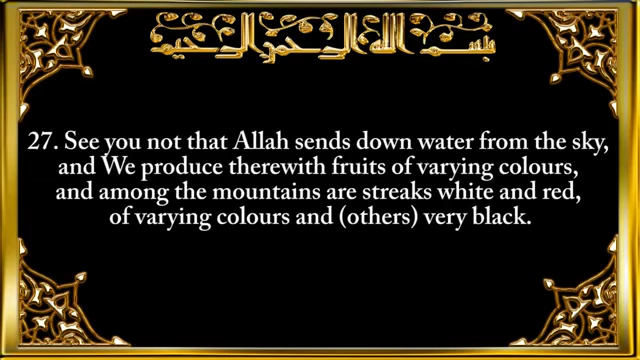 بسم الله الرحمن الرحيم
27. See you not that Allah sends down water from the sky,
and We produce therewith fruits of varying colours,
and among the mountains are streaks white and red,
of varying colours and (others) very black.